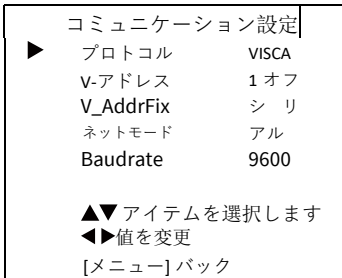 コミュニケーション設定
▶ プロトコル VISCA
V-アドレス 1 オフ
V_AddrFix シ リ
ネットモード アル
Baudrate 9600
▲▼ アイテムを選択します
◀▶値を変更
[メニュー] バック